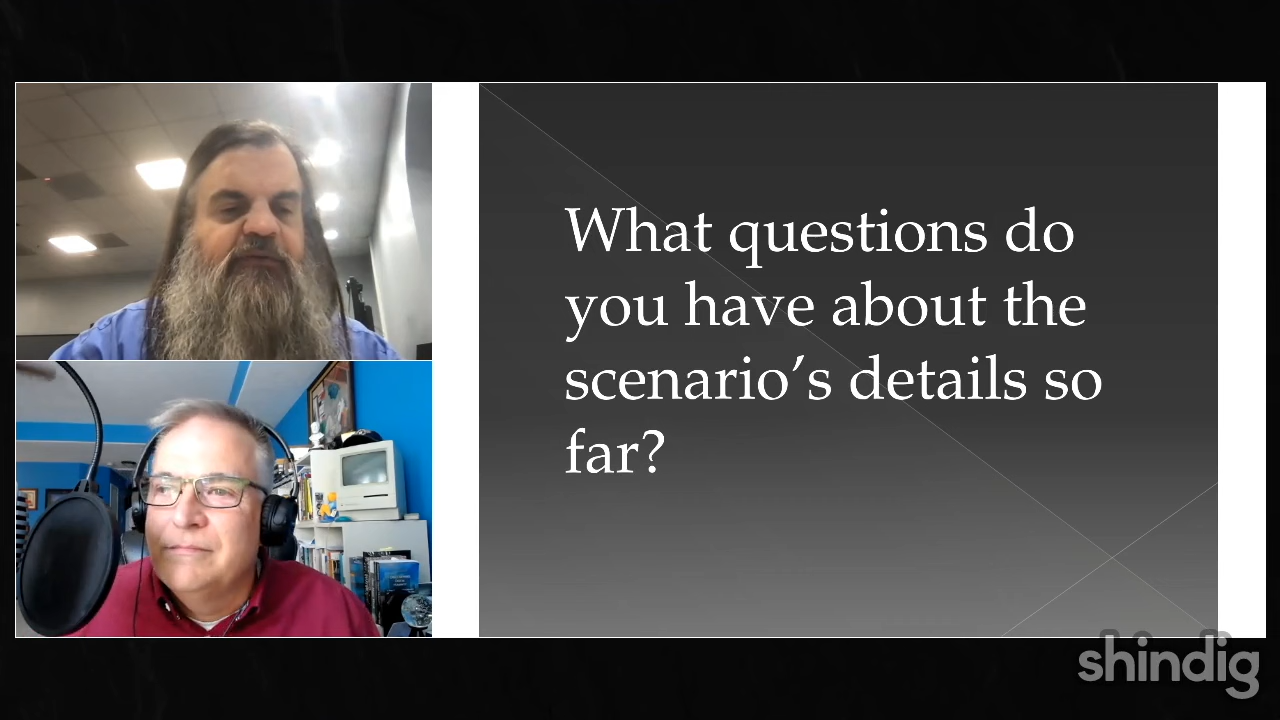 What questions do
you have about the
scenario's details so
far?
shindig